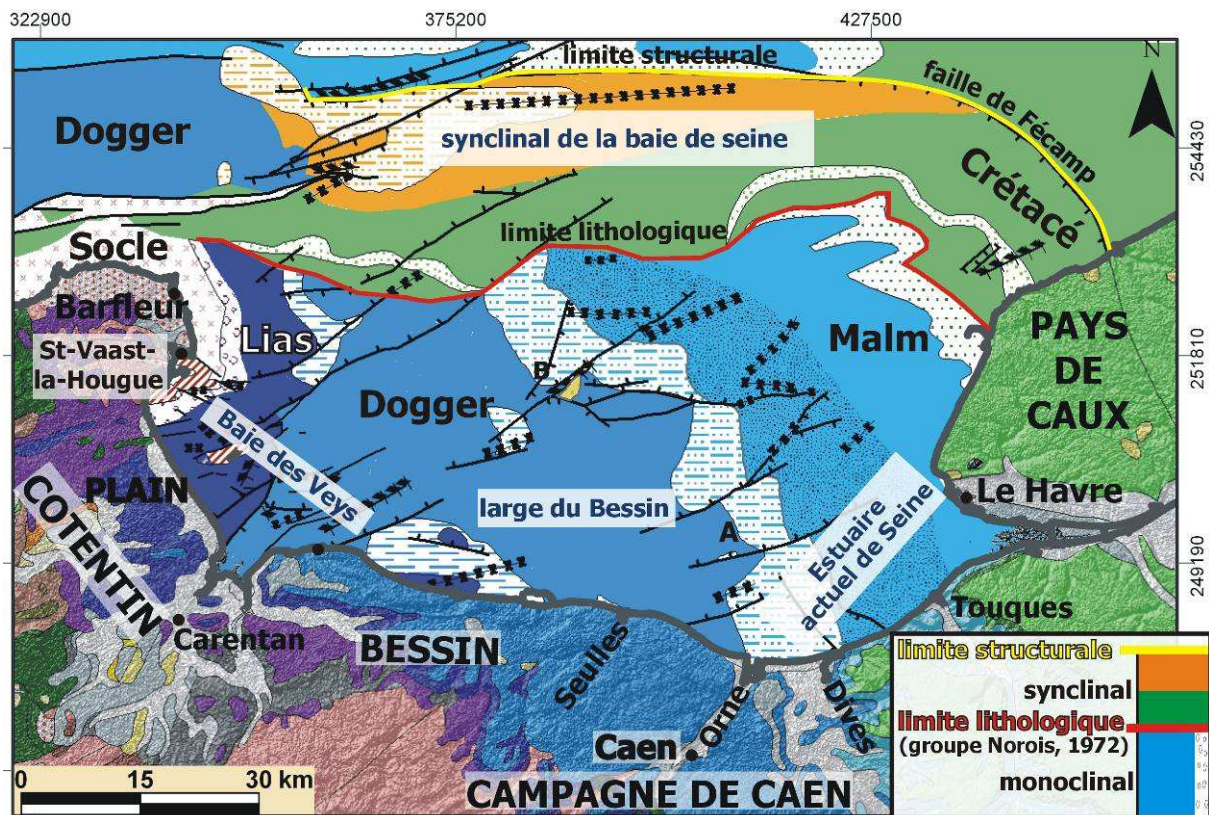 322900
375200
427500
N
limite structurale
faille de Fécamp
Dogger
synclinal de la baie de seine
254430
Crétacé
limite lithologique
Socle
Barfleur
Lias
Malm
PAYS
DE
CAUX
St-Vaast-
la-Hougue
251810
B
Dogger
Baie des Veys
PLAIN
COTENTIN
large du Bessin
Le Havre
A
Estuaire
actuel de Seine
249190
Touques
Carentan
BESSIN
Seulles
Orne
Dives
Caen
CAMPAGNE DE CAEN
0 15 30 km
limite structurale
synclinal
limite lithologique
(groupe Norois, 1972)
monoclinal